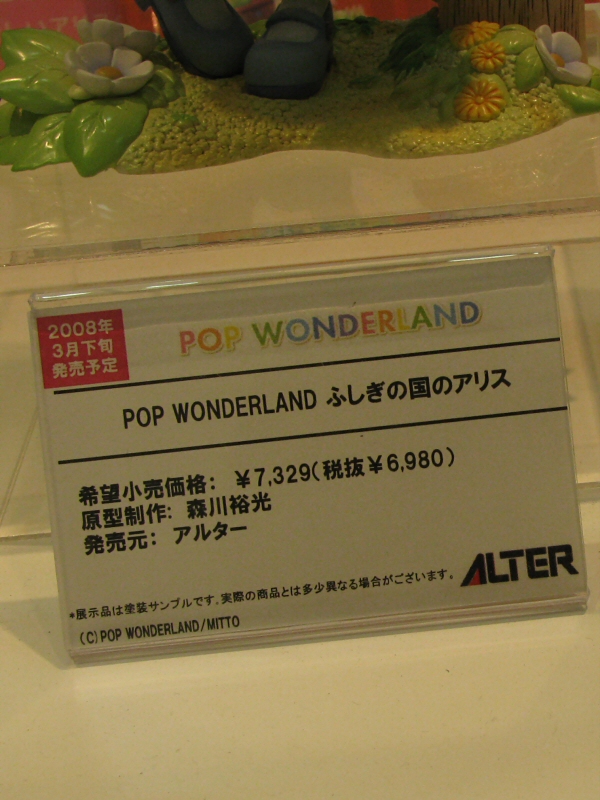 2008年
3月下旬
発売予定
POP WONDERLAND
POP WONDERLAND ふしぎの国のアリス
希望小売価格： ￥7,329(税抜￥6,980)
原型制作: 森川裕光
発売元: アルター
ALTER
*展示品は塗装サンプルです。実際の商品とは多少異なる場合がございます。
(C)POP WONDERLAND/MITTO